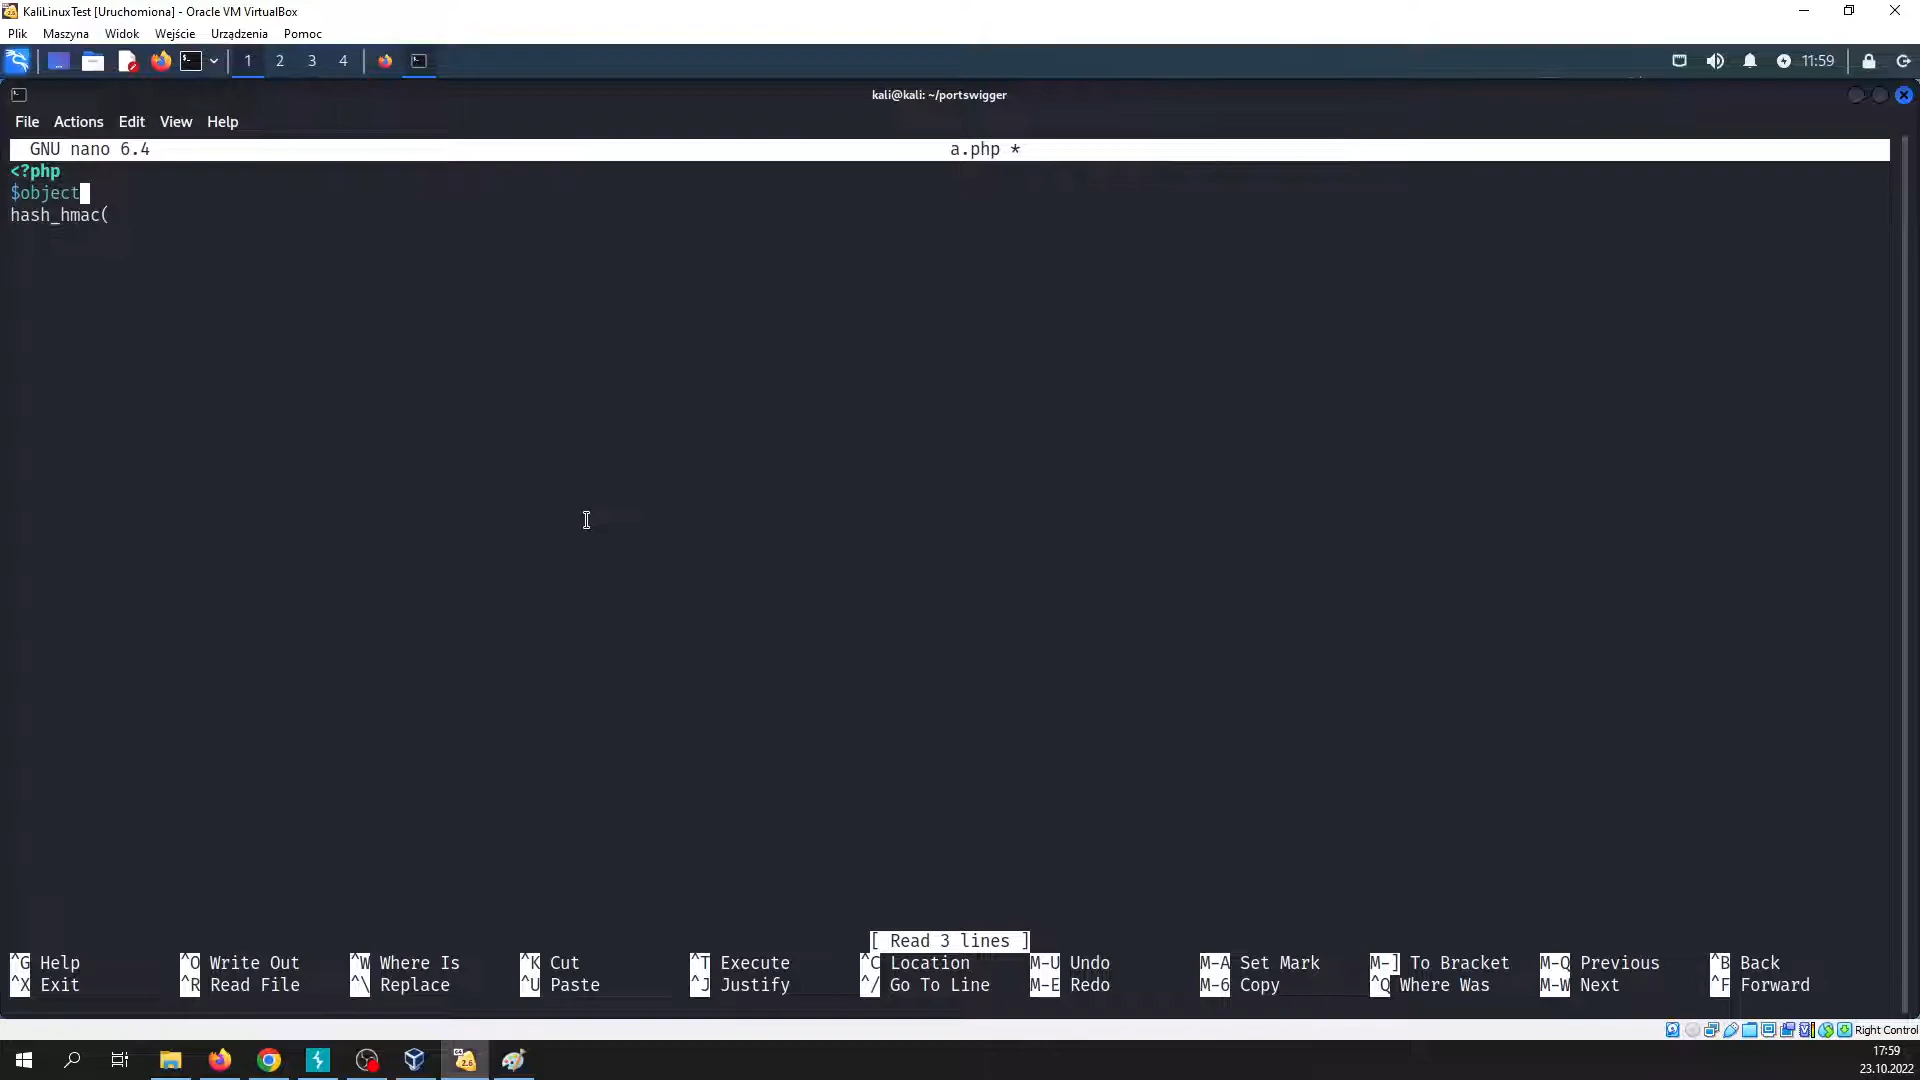 KaliLinuxTest [Uruchomiona] - Oracle VM VirtualBox
Plik Maszyna Widok Wejście Urządzenia Pomoc
1 2 3 4 11:59
kali@kali: ~/portswigger
File Actions Edit View Help
GNU nano 6.4 a.php *
<?php
$object
hash_hmac(
[ Read 3 lines ]
^G Help ^O Write Out ^W Where Is ^K Cut ^T Execute ^C Location M-U Undo M-A Set Mark M-] To Bracket M-Q Previous ^B Back
^X Exit ^R Read File ^\ Replace ^U Paste ^J Justify ^/ Go To Line M-E Redo M-6 Copy ^Q Where Was M-W Next ^F Forward
Right Control
17:59
23.10.2022